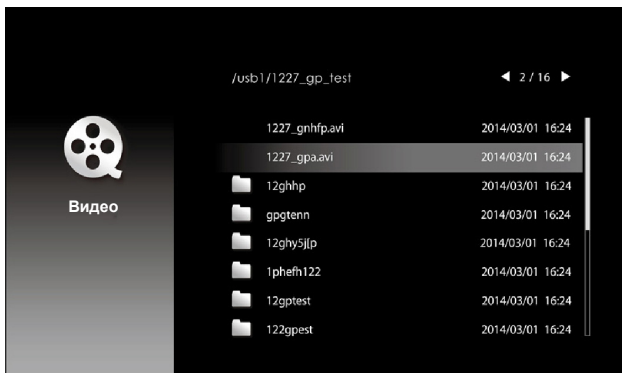 /usb1/1227_gp_test ◀ 2 / 16 ▶
1227_gnhfp.avi 2014/03/01 16:24
1227_gpa.avi 2014/03/01 16:24
12ghhp 2014/03/01 16:24
gpgtenn 2014/03/01 16:24
12ghy5j[p 2014/03/01 16:24
1phefh122 2014/03/01 16:24
12gptest 2014/03/01 16:24
122gpest 2014/03/01 16:24
Видео